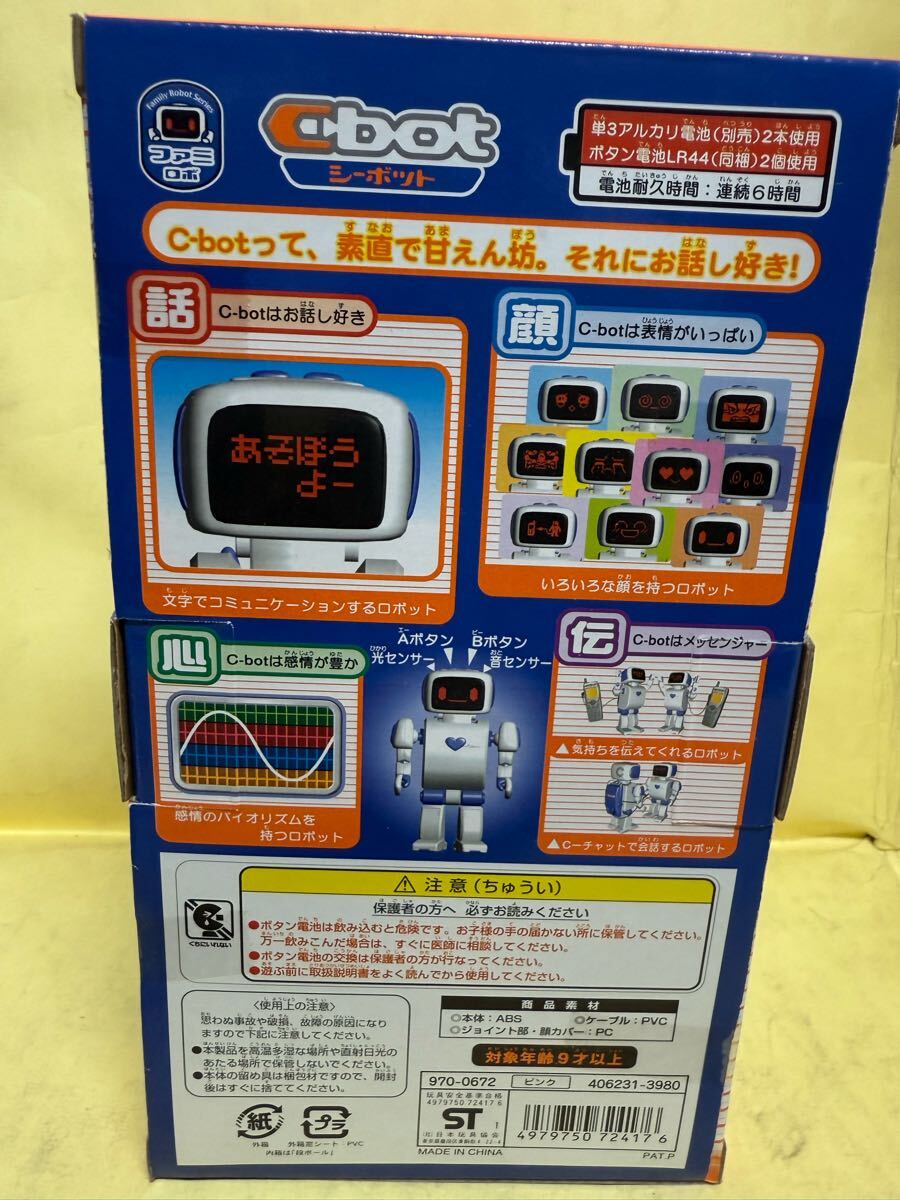 Family Robot Series
ファミ
ロボ
C-bot
シーボット
単3アルカリ電池(別売)2本使用
ボタン電池LR44(同梱)2個使用
電池耐久時間:連続6時間
C-botって、素直で甘えん坊。それにお話し好き!
話
C-botはお話し好き
あそぼう
よー
文字でコミュニケーションするロボット
顔
C-botは表情がいっぱい
いろいろな顔を持つロボット
心
C-botは感情が豊か
感情のバイオリズムを
持つロボット
Aボタン
Bボタン
光センサー
音センサー
伝
C-botはメッセンジャー
▲気持ちを伝えてくれるロボット
▲C-チャットで会話するロボット
くちにいれない
⚠注意(ちゅうい)
保護者の方へ 必ずお読みください
●ボタン電池は飲み込むと危険です。お子様の手の届かない所に保管してください。
万一飲みこんだ場合は、すぐに医師に相談してください。
●ボタン電池の交換は保護者の方が行なってください。
●遊ぶ前に取扱説明書をよく読んでから使用してください。
〈使用上の注意〉
思わぬ事故や破損、故障の原因になり
ますので下記に注意してください。
●本製品を高温多湿な場所や直射日光の
あたる場所で保管しないでください。
●本体の留め具は梱包材ですので、開封
後はすぐに捨ててください。
紙
外箱
プラ
外箱窓シート:PVC
内箱は「段ボール」
商品素材
◎本体:ABS ◎ケーブル:PVC
◎ジョイント部・顔カバー:PC
対象年齢9才以上
970-0672 ピンク 406231-3980
玩具安全基準合格
4979750 72417 6
ST 1
(社)日本玩具協会
東京都墨田区東駒形4-22-4
MADE IN CHINA
4 979750 724176
PAT.P